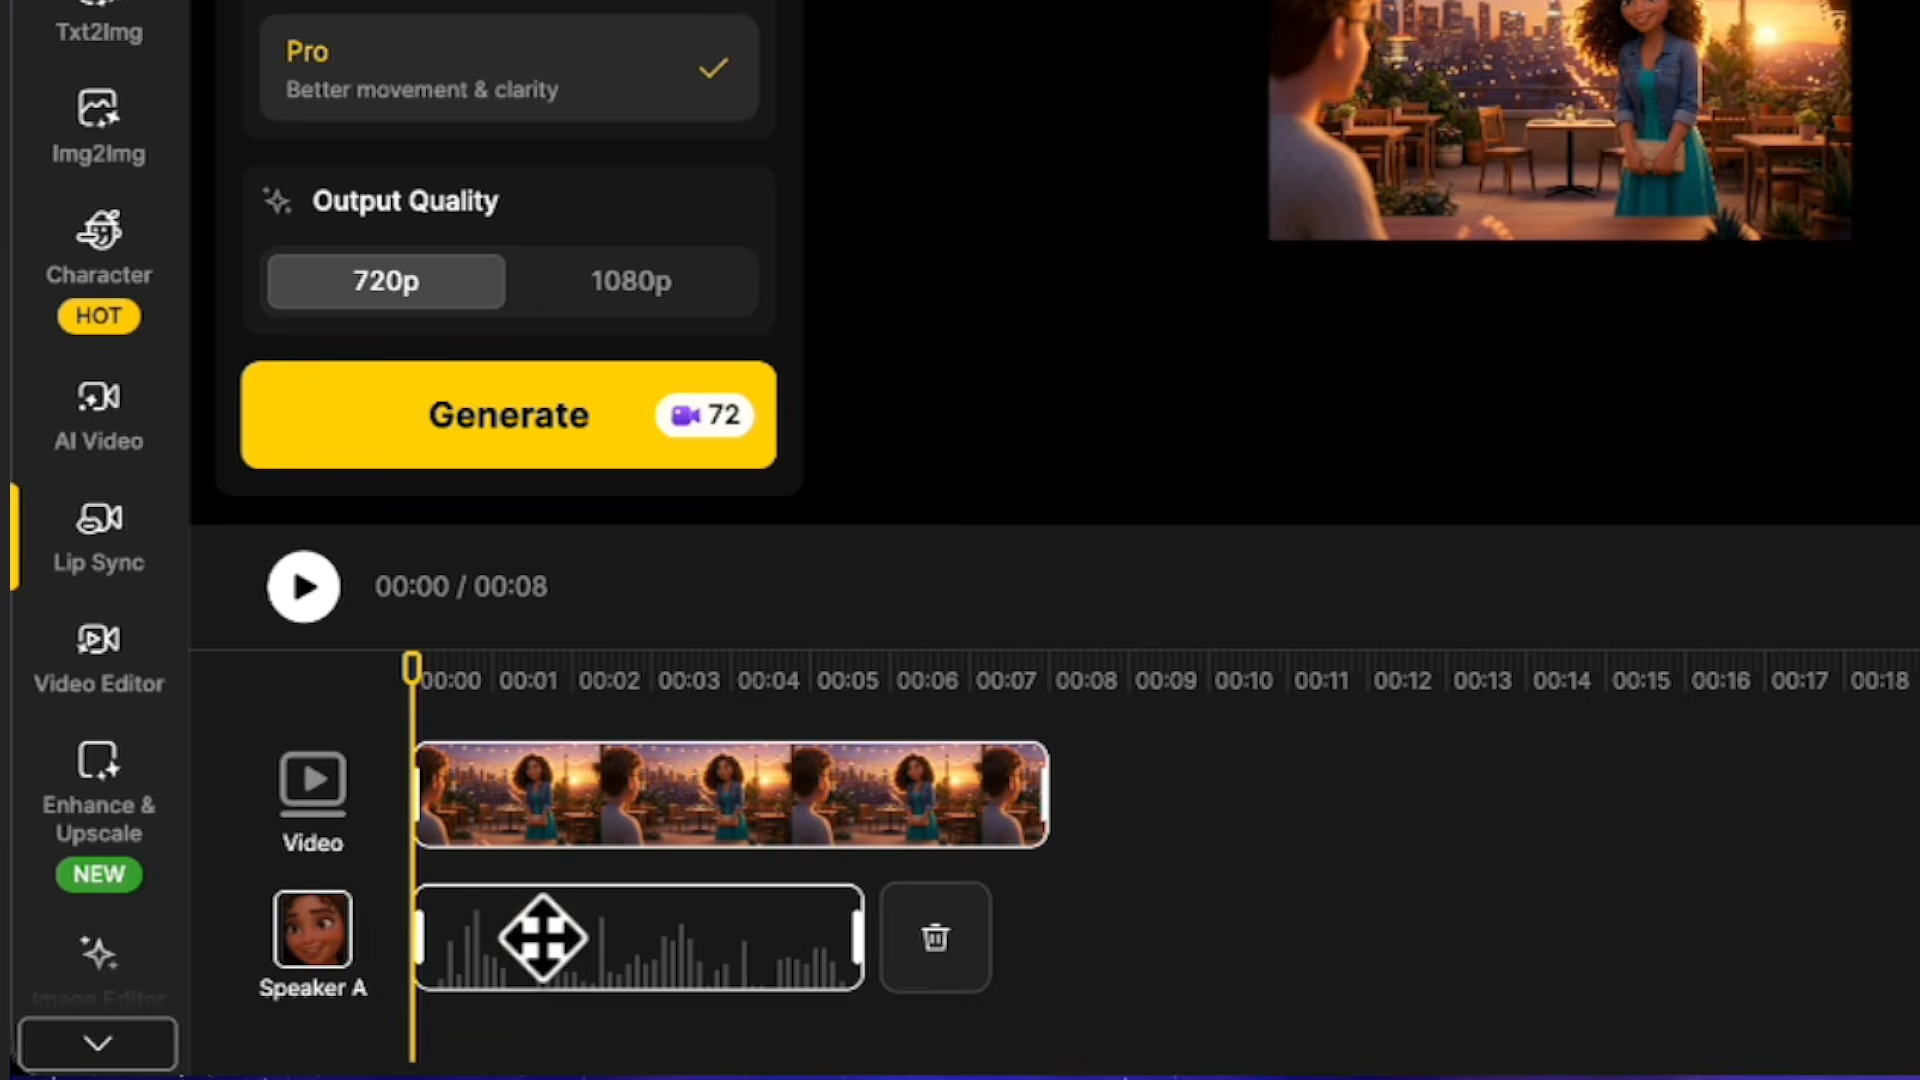 Txt2Img
Img2Img
Character
HOT
AI Video
Lip Sync
Video Editor
Enhance &
Upscale
NEW
Image Editor
Pro
Better movement & clarity
Output Quality
720p
1080p
Generate
72
00:00 / 00:08
00:00 00:01 00:02 00:03 00:04 00:05 00:06 00:07 00:08 00:09 00:10 00:11 00:12 00:13 00:14 00:15 00:16 00:17 00:18
Video
Speaker A